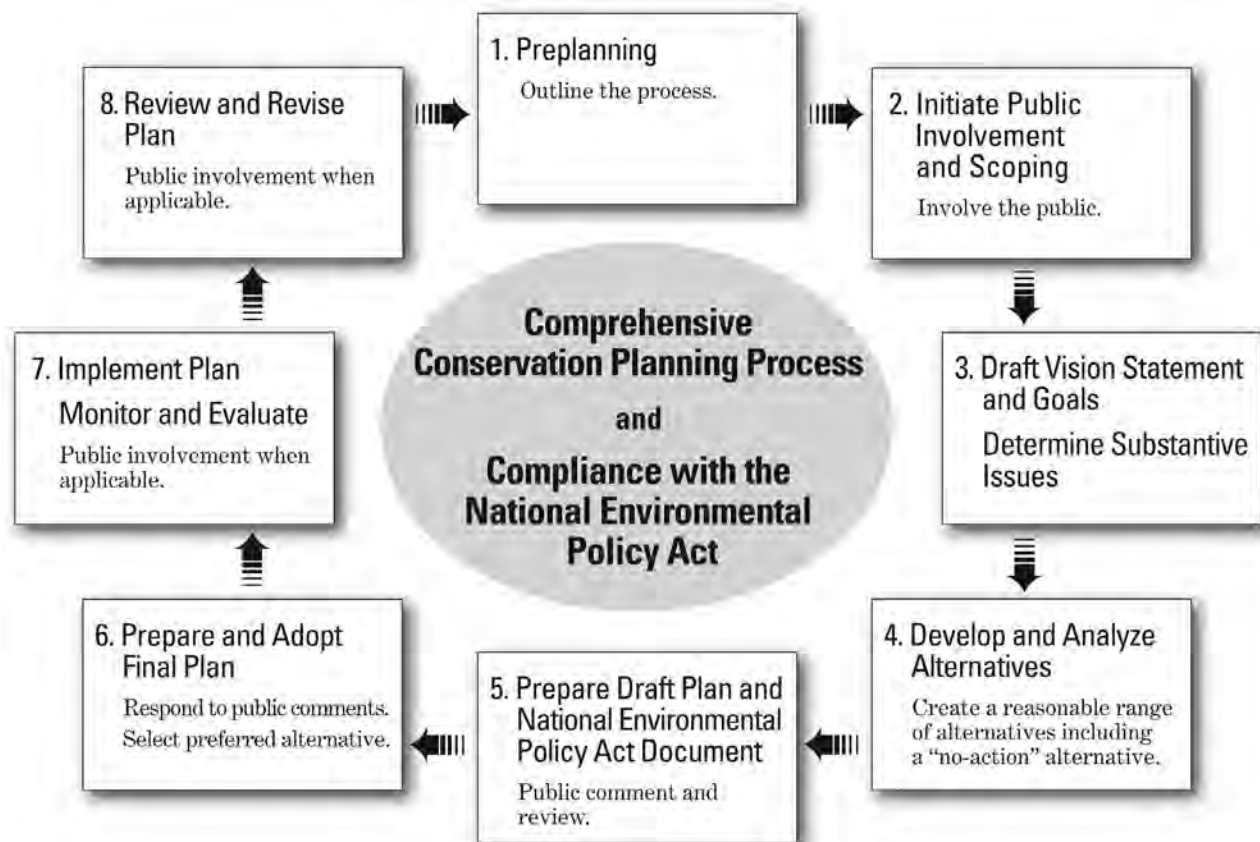 1. Preplanning
Outline the process.
2. Initiate Public
Involvement
and Scoping
Involve the public.
3. Draft Vision Statement
and Goals
Determine Substantive
Issues
4. Develop and Analyze
Alternatives
Create a reasonable range
of alternatives including
a “no-action” alternative.
5. Prepare Draft Plan and
National Environmental
Policy Act Document
Public comment and
review.
6. Prepare and Adopt
Final Plan
Respond to public comments.
Select preferred alternative.
7. Implement Plan
Monitor and Evaluate
Public involvement when
applicable.
8. Review and Revise
Plan
Public involvement when
applicable.
Comprehensive
Conservation Planning Process
and
Compliance with the
National Environmental
Policy Act